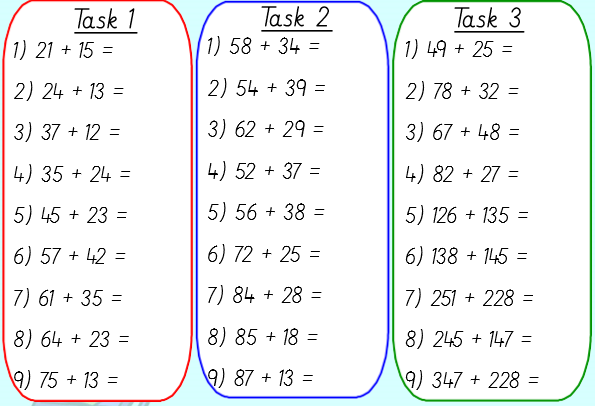 Task 1
1) 21 + 15 =
2) 24 + 13 =
3) 37 + 12 =
4) 35 + 24 =
5) 45 + 23 =
6) 57 + 42 =
7) 61 + 35 =
8) 64 + 23 =
9) 75 + 13 =
Task 2
1) 58 + 34 =
2) 54 + 39 =
3) 62 + 29 =
4) 52 + 37 =
5) 56 + 38 =
6) 72 + 25 =
7) 84 + 28 =
8) 85 + 18 =
9) 87 + 13 =
Task 3
1) 49 + 25 =
2) 78 + 32 =
3) 67 + 48 =
4) 82 + 27 =
5) 126 + 135 =
6) 138 + 145 =
7) 251 + 228 =
8) 245 + 147 =
9) 347 + 228 =